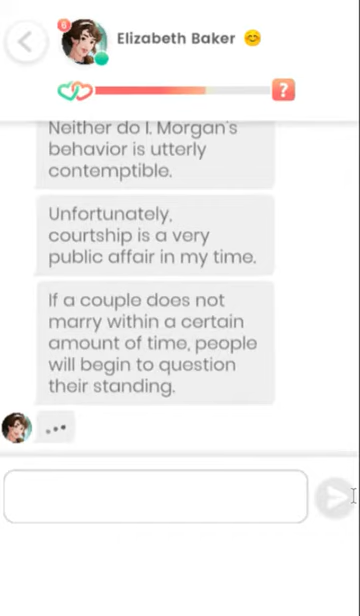 8
Elizabeth Baker
?
Neither do I. Morgan's
behavior is utterly
contemptible.
Unfortunately,
courtship is a very
public affair in my time.
If a couple does not
marry within a certain
amount of time, people
will begin to question
their standing.